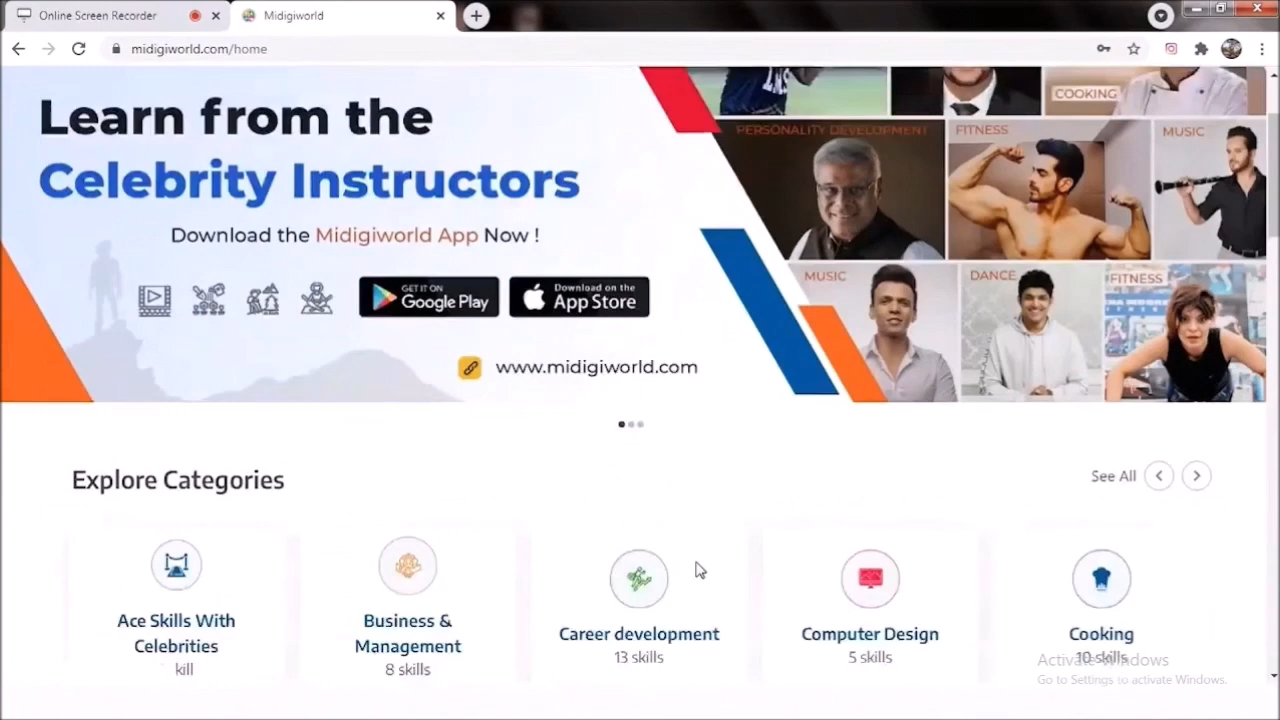 Online Screen Recorder
Midigiworld
midigiworld.com/home
Learn from the
Celebrity Instructors
Download the Midigiworld App Now !
GET IT ON
Google Play
Download on the
App Store
www.midigiworld.com
COOKING
PERSONALITY DEVELOPMENT
FITNESS
MUSIC
MUSIC
DANCE
FITNESS
Explore Categories
See All
Ace Skills With
Celebrities
kill
Business &
Management
8 skills
Career development
13 skills
Computer Design
5 skills
Cooking
10 skills
Activate Windows
Go to Settings to activate Windows.